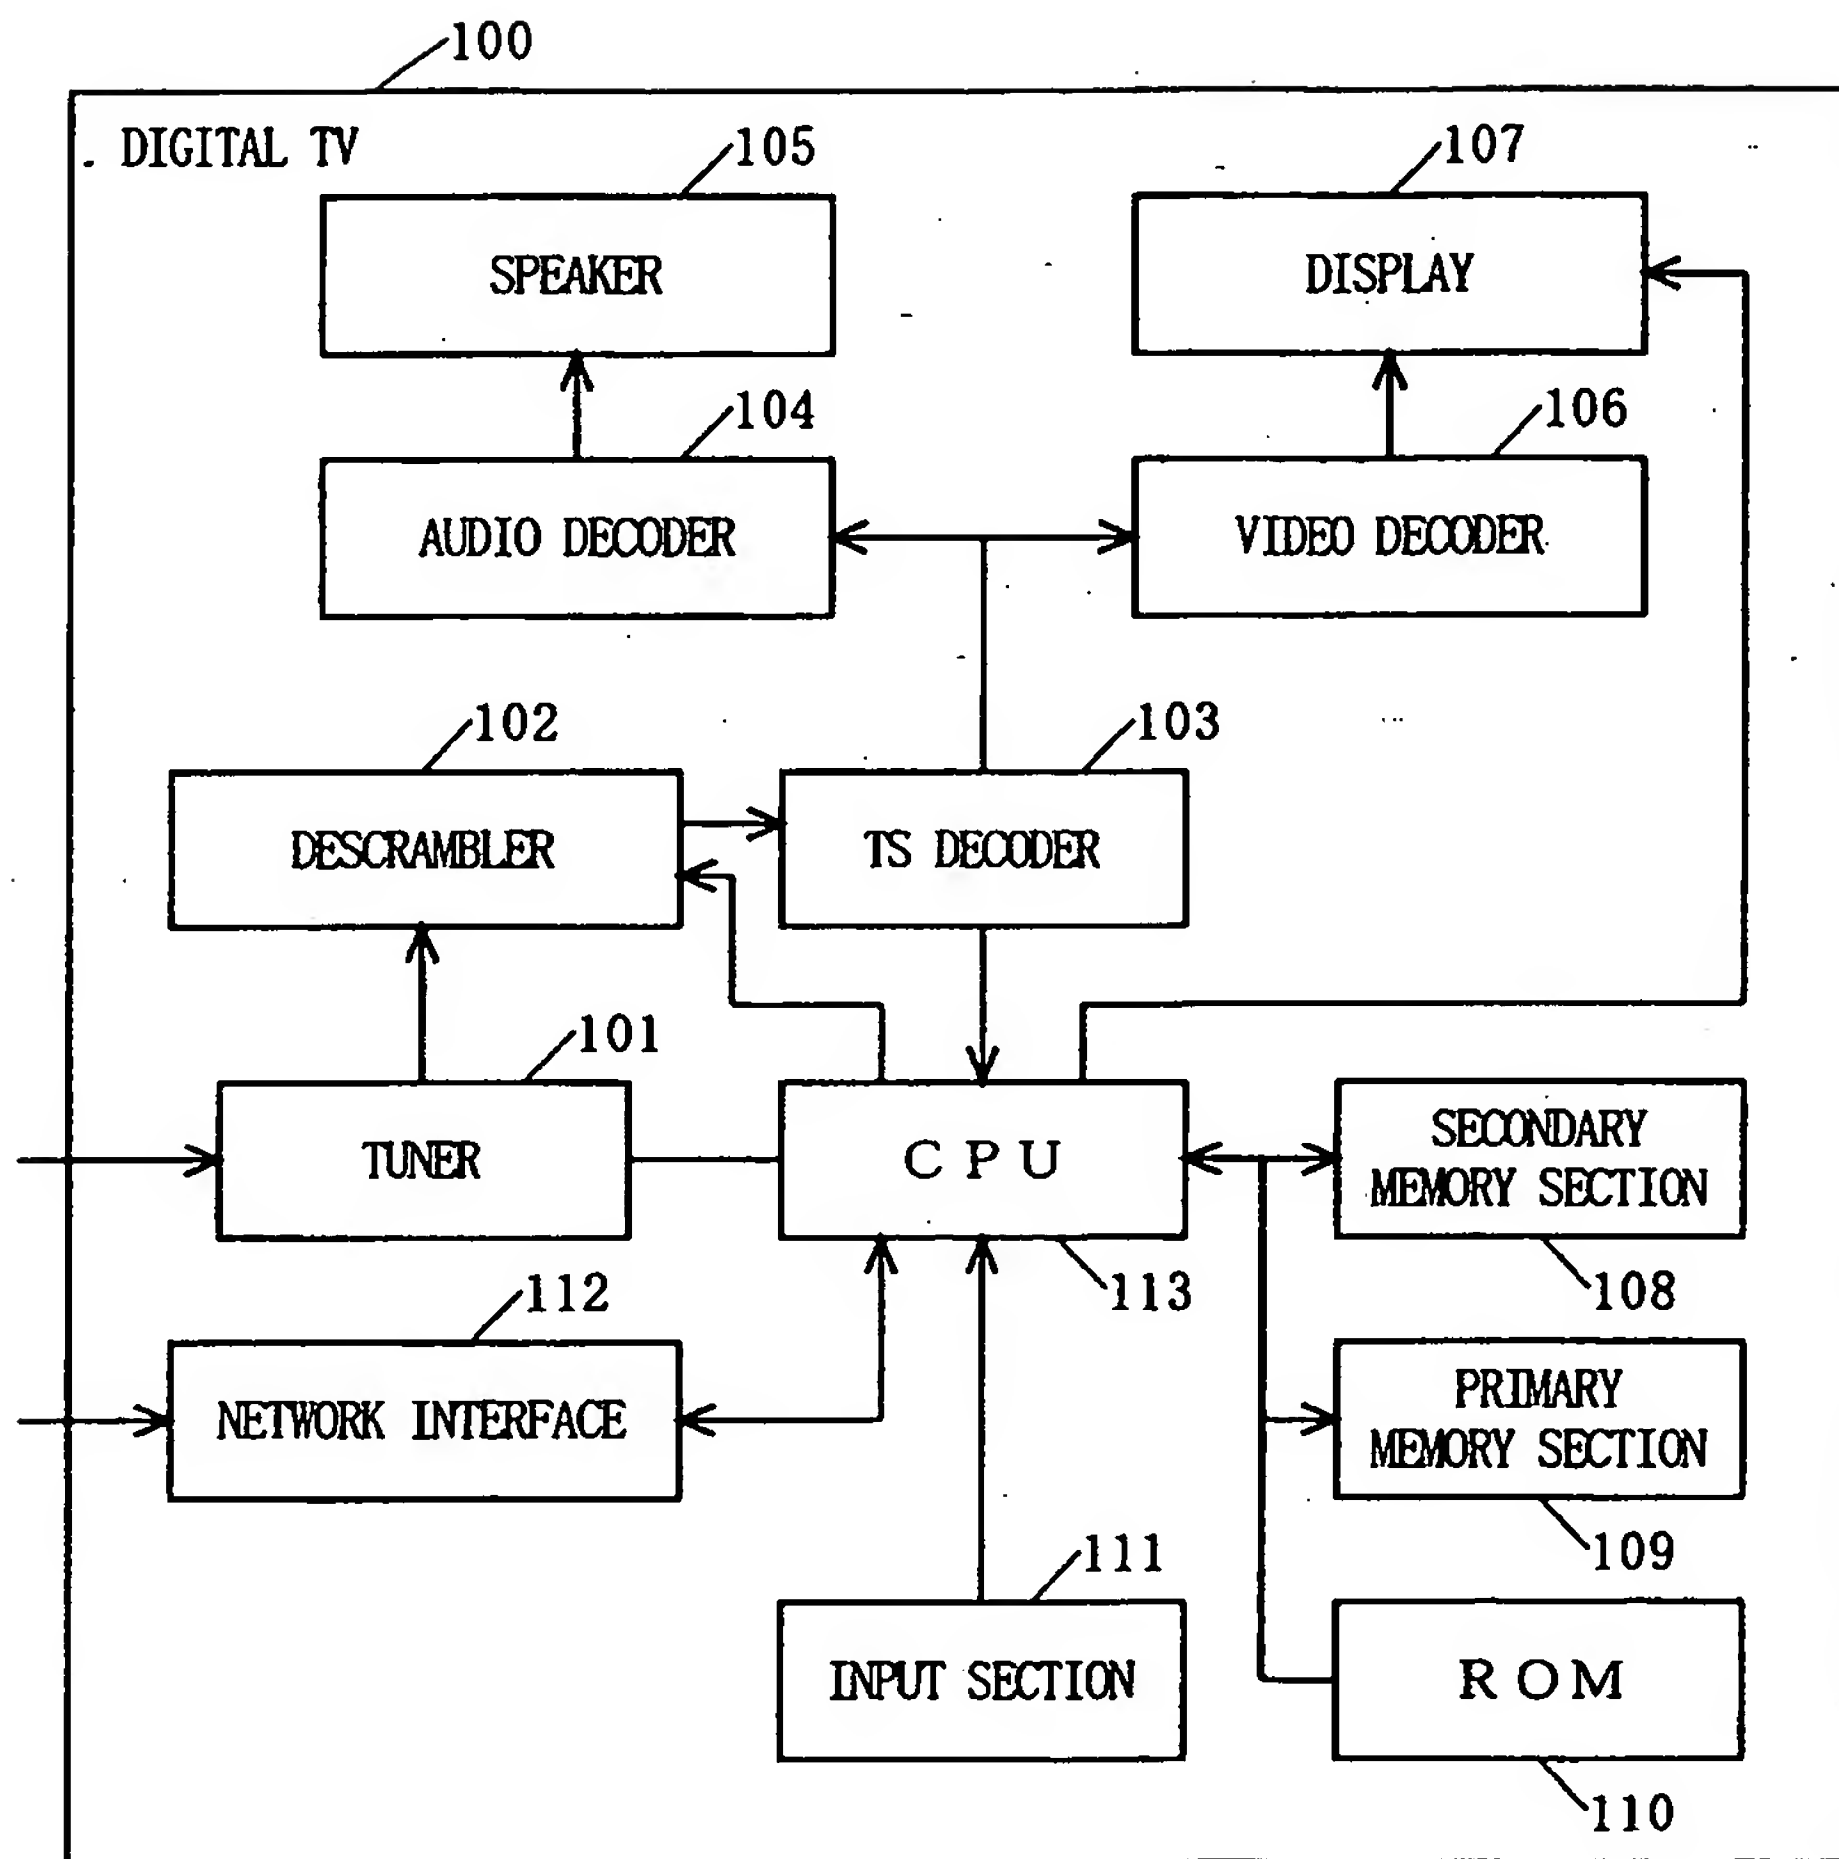 100
DIGITAL TV
105
107
SPEAKER
DISPLAY
104
106
AUDIO DECODER
VIDEO DECODER
102
103
DESCRAMBLER
TS DECODER
101
TUNER
CPU
SECONDARY
MEMORY SECTION
112
113
108
NETWORK INTERFACE
PRIMARY
MEMORY SECTION
111
109
INPUT SECTION
ROM
110